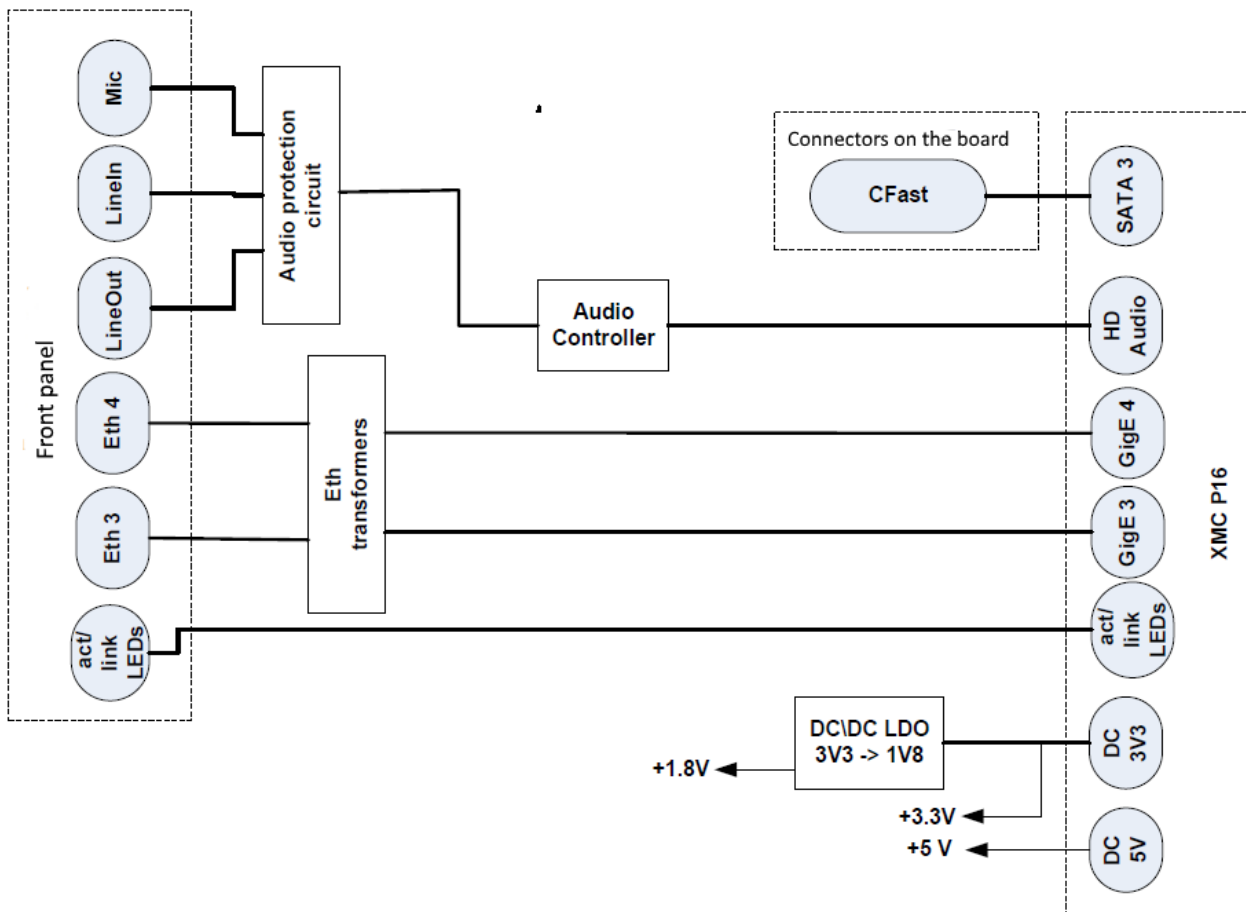 Front panel
Mic
LineIn
LineOut
Eth 4
Eth 3
act/
link
LEDs
Audio protection
circuit
Eth
transformers
Audio
Controller
Connectors on the board
CFast
DC\DC LDO
3V3 -> 1V8
+1.8V
+3.3V
+5 V
SATA 3
HD
Audio
GigE 4
GigE 3
act/
link
LEDs
DC
3V3
DC
5V
XMC P16